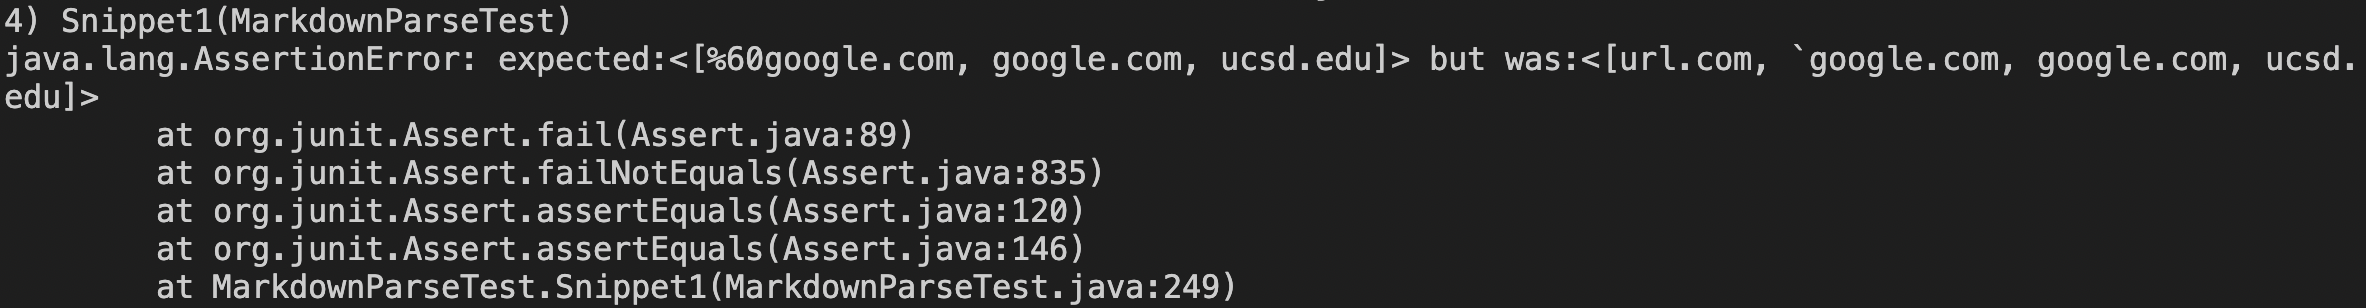 4) Snippet1(MarkdownParseTest)
java.lang.AssertionError: expected:<[%60google.com, google.com, ucsd.edu]> but was:<[url.com, `google.com, google.com, ucsd.
edu]>
at org.junit.Assert.fail(Assert.java:89)
at org.junit.Assert.failNotEquals(Assert.java:835)
at org.junit.Assert.assertEquals(Assert.java:120)
at org.junit.Assert.assertEquals(Assert.java:146)
at MarkdownParseTest.Snippet1(MarkdownParseTest.java:249)